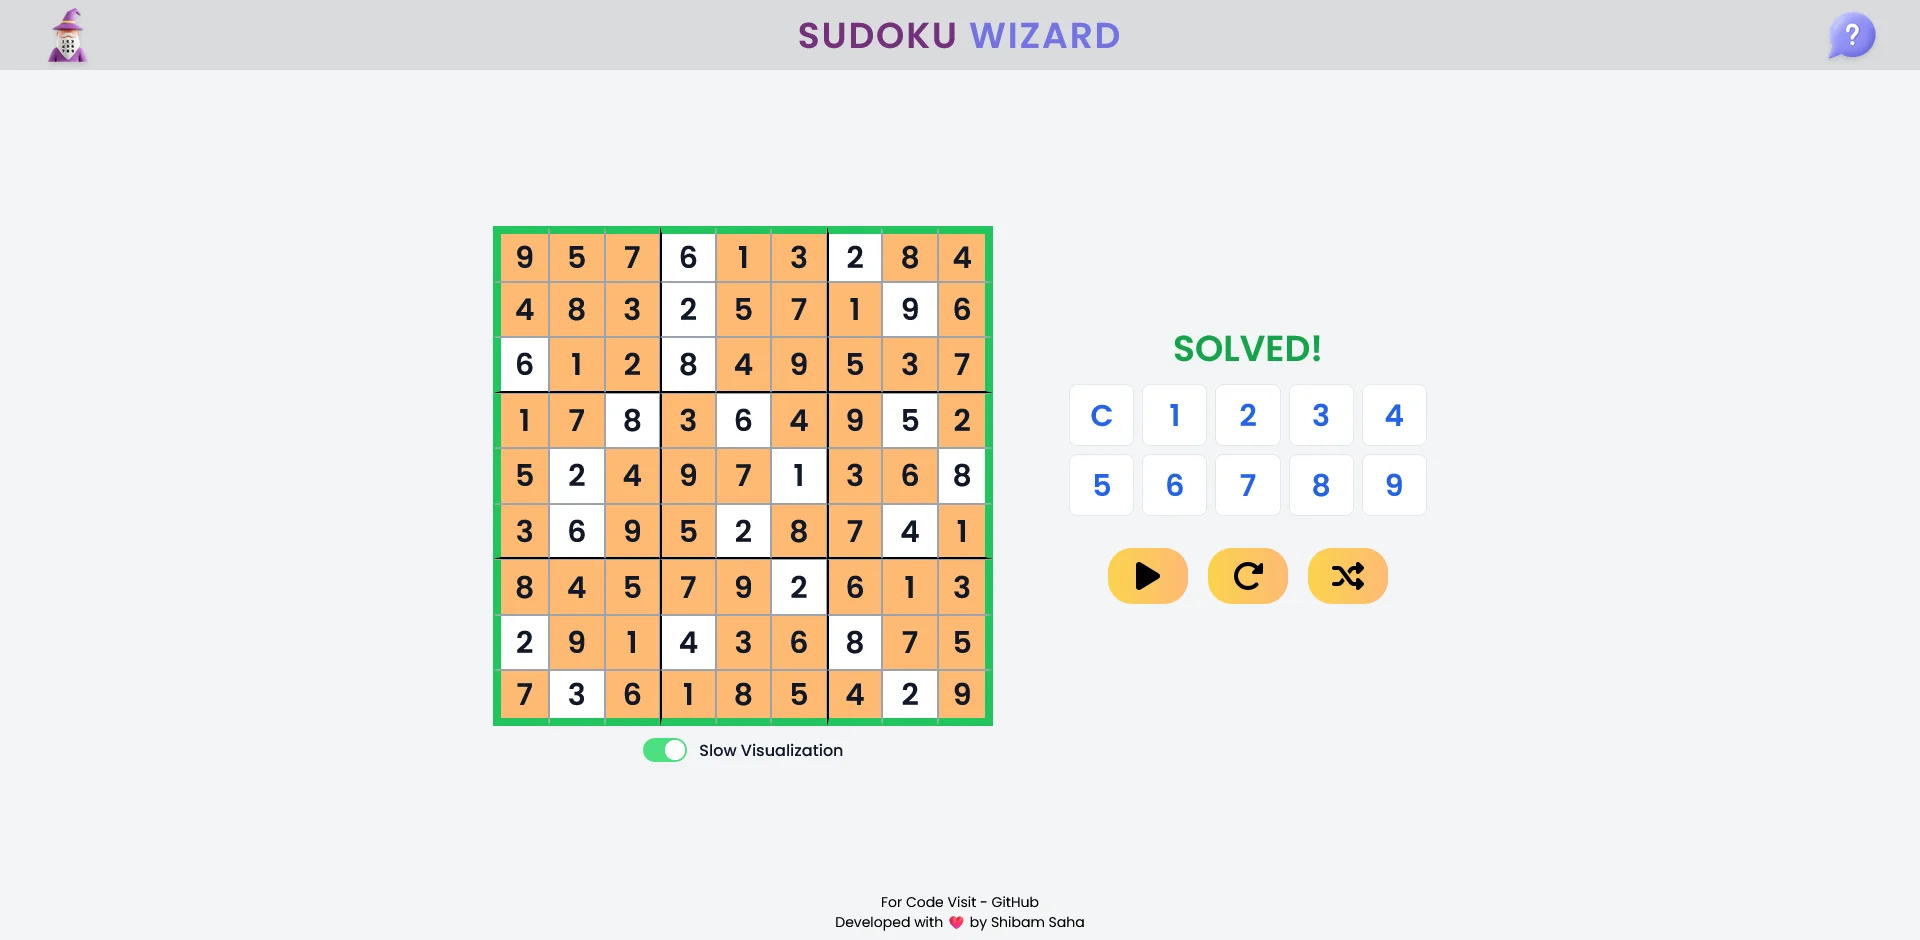 SUDOKU WIZARD
?
9 5 7 6 1 3 2 8 4
4 8 3 2 5 7 1 9 6
6 1 2 8 4 9 5 3 7
1 7 8 3 6 4 9 5 2
5 2 4 9 7 1 3 6 8
3 6 9 5 2 8 7 4 1
8 4 5 7 9 2 6 1 3
2 9 1 4 3 6 8 7 5
7 3 6 1 8 5 4 2 9
Slow Visualization
SOLVED!
C 1 2 3 4
5 6 7 8 9
For Code Visit - GitHub
Developed with 💖 by Shibam Saha